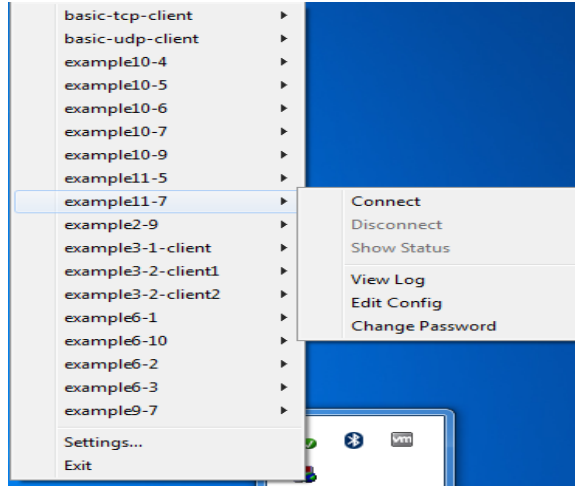 basic-tcp-client
basic-udp-client
example10-4
example10-5
example10-6
example10-7
example10-9
example11-5
example11-7
example2-9
example3-1-client
example3-2-client1
example3-2-client2
example6-1
example6-10
example6-2
example6-3
example9-7
Settings...
Exit
Connect
Disconnect
Show Status
View Log
Edit Config
Change Password
vm